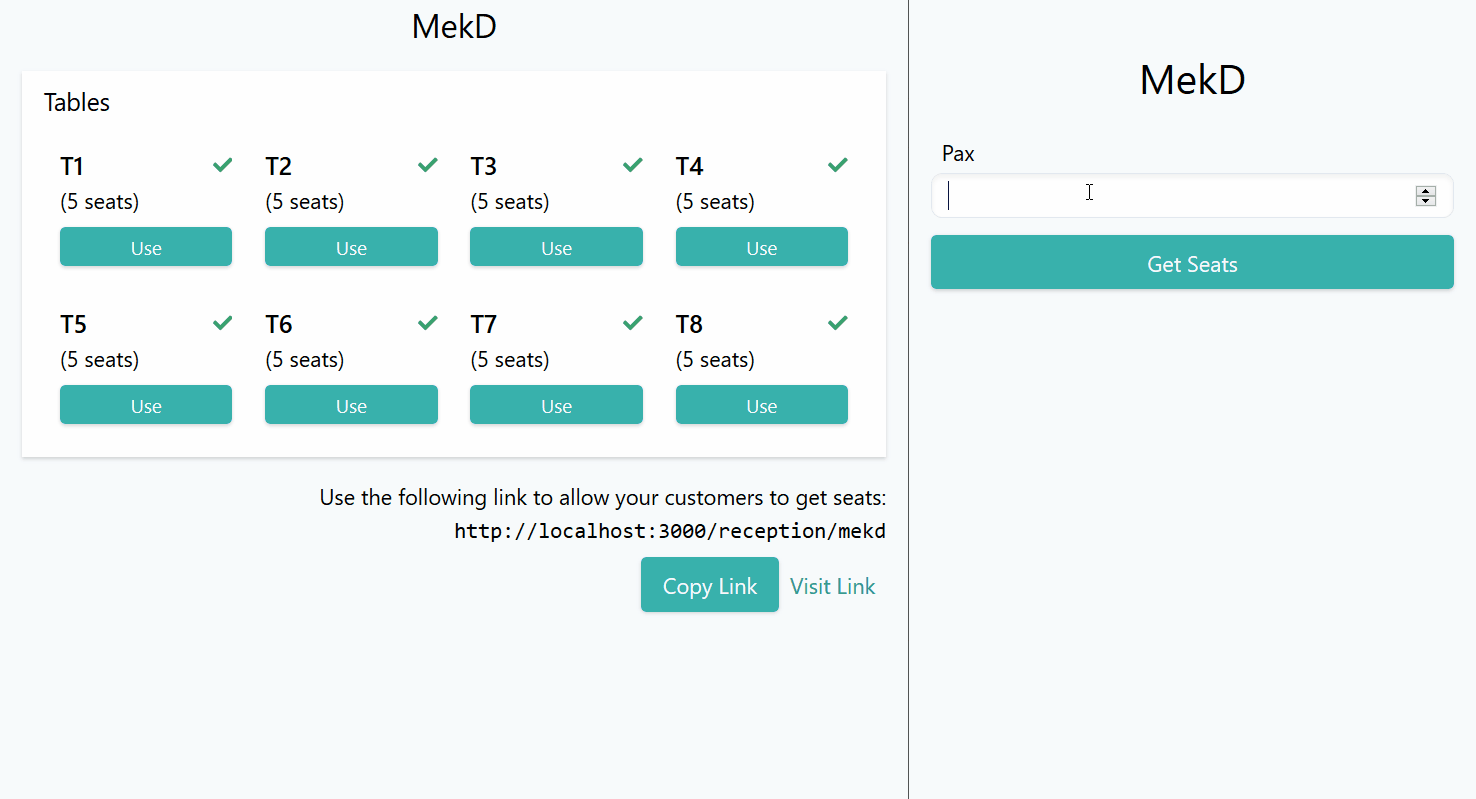 MekD
Tables
T1 T2 T3 T4
(5 seats) (5 seats) (5 seats) (5 seats)
Use Use Use Use
T5 T6 T7 T8
(5 seats) (5 seats) (5 seats) (5 seats)
Use Use Use Use
Use the following link to allow your customers to get seats:
http://localhost:3000/reception/mekd
Copy Link Visit Link
MekD
Pax
Get Seats